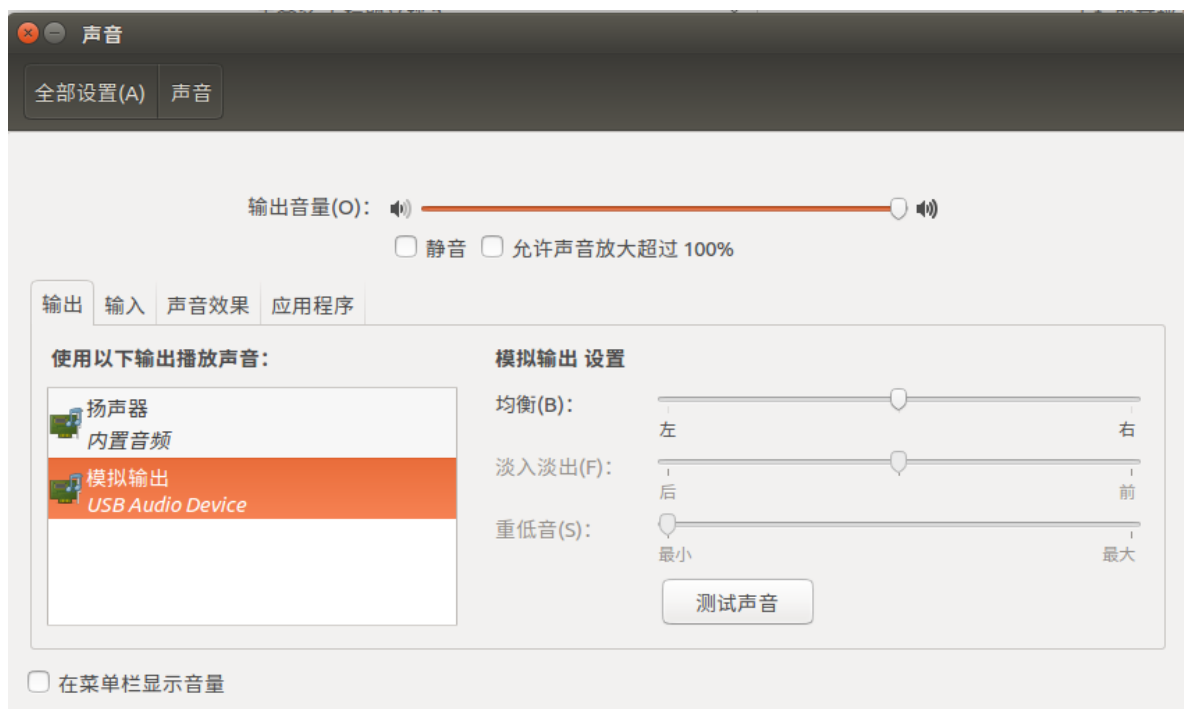 声音
全部设置(A) 声音
输出音量(O)：
静音 允许声音放大超过 100%
输出 输入 声音效果 应用程序
使用以下输出播放声音：
扬声器
内置音频
模拟输出
USB Audio Device
模拟输出 设置
均衡(B)：
左 右
淡入淡出(F)：
后 前
重低音(S)：
最小 最大
测试声音
在菜单栏显示音量